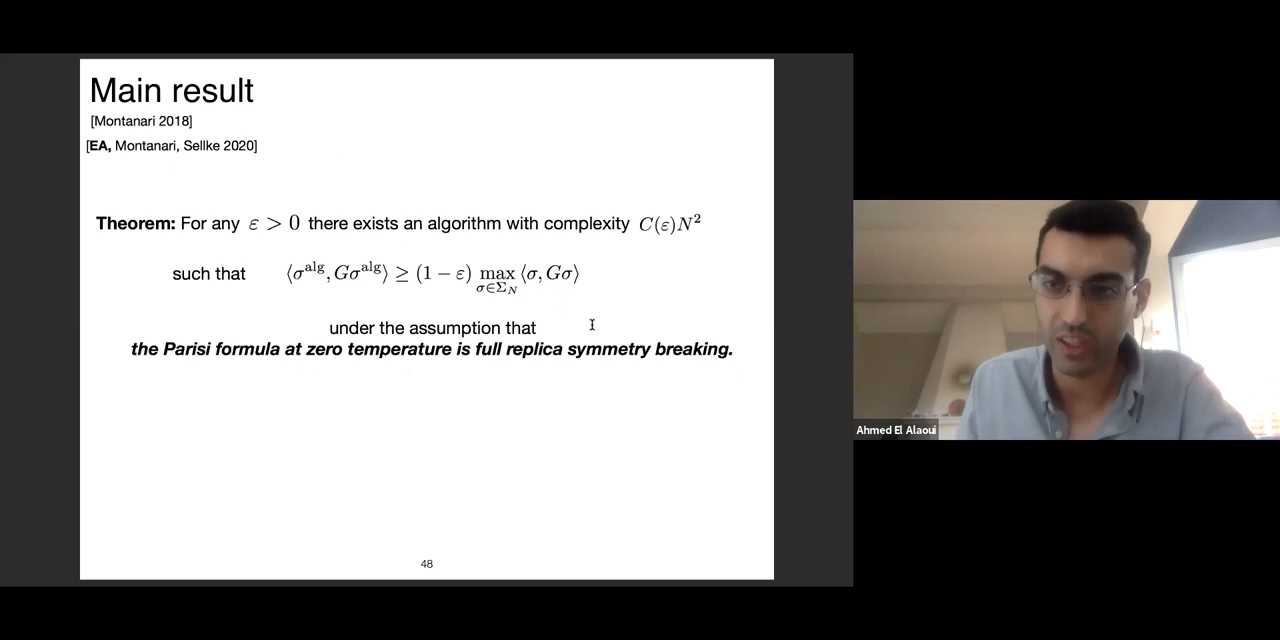 Main result
[Montanari 2018]
[EA, Montanari, Sellke 2020]
Theorem: For any ε > 0 there exists an algorithm with complexity C(ε)N²
such that ⟨σ^alg, Gσ^alg⟩ ≥ (1 − ε) max_{σ∈Σ_N} ⟨σ, Gσ⟩
under the assumption that
the Parisi formula at zero temperature is full replica symmetry breaking.
48
Ahmed El Alaoui